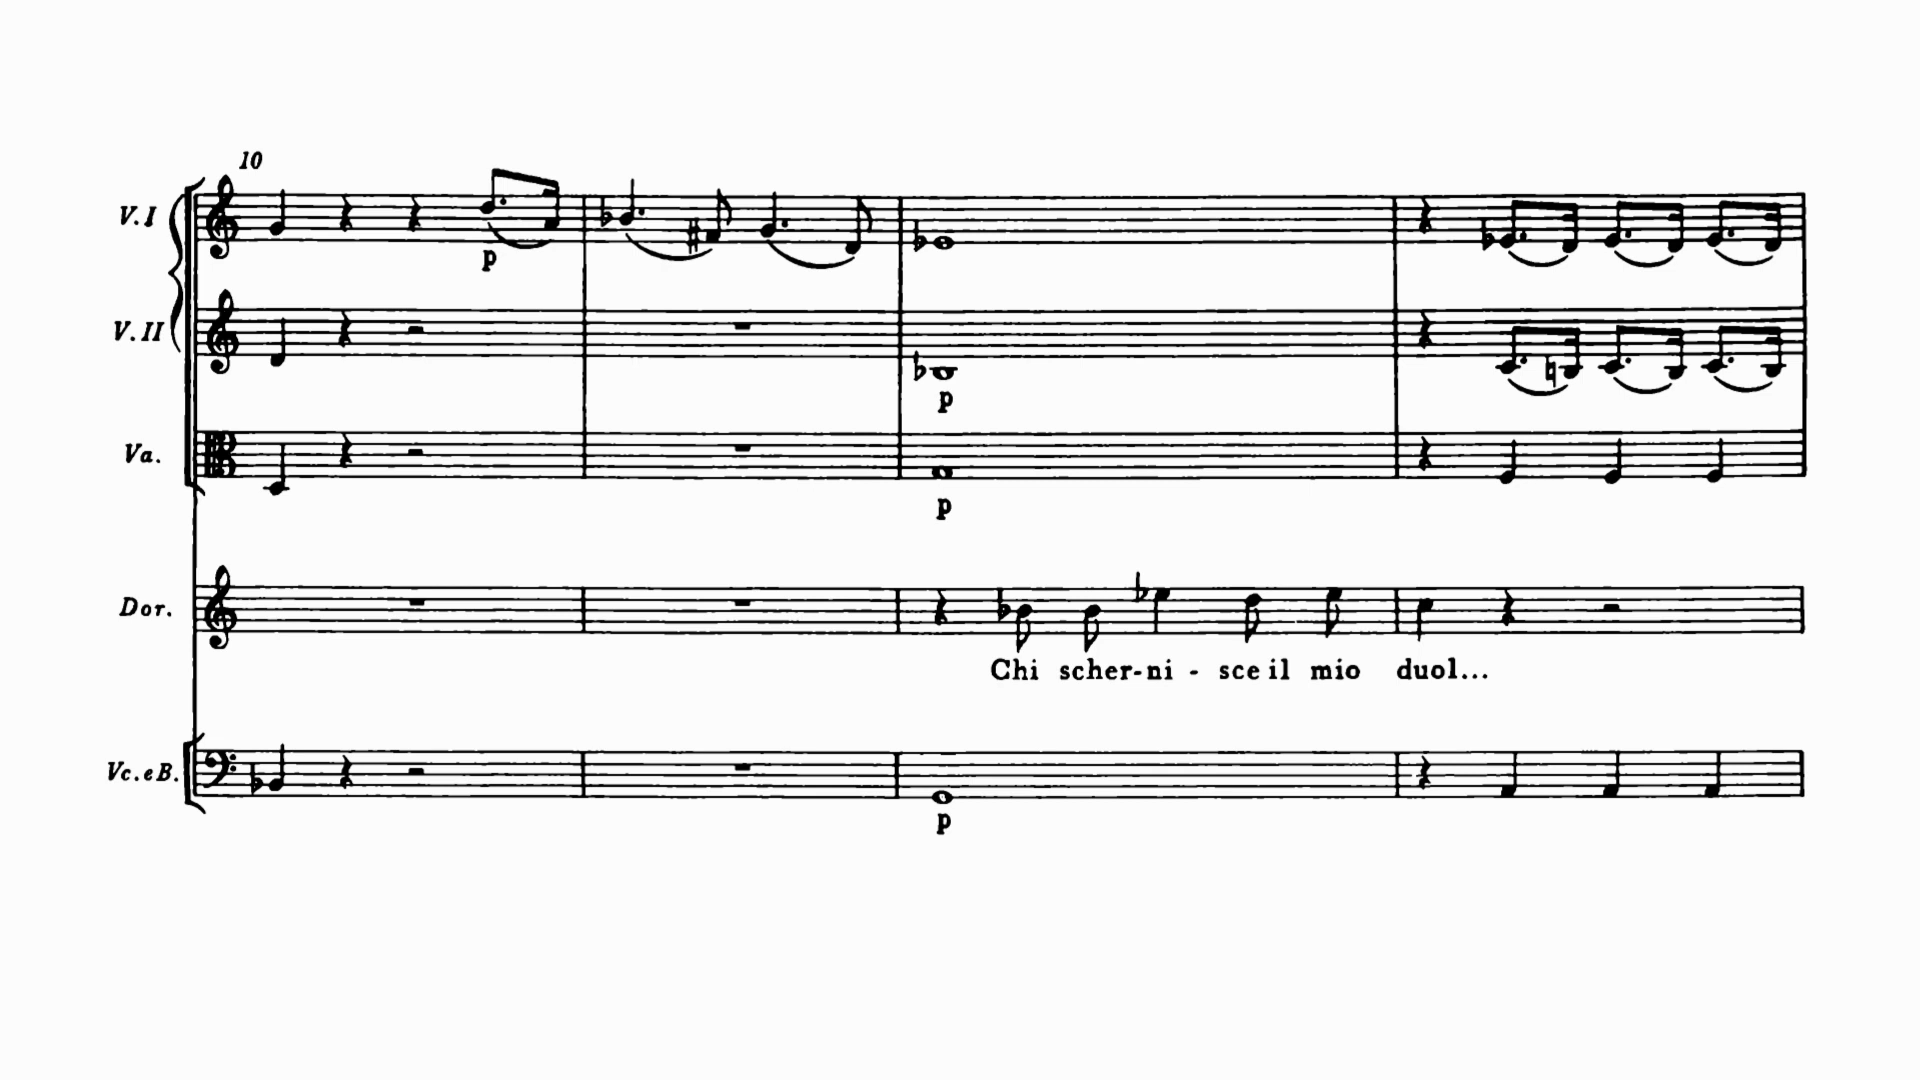 10
V. I
p
V. II
p
Va.
p
Dor.
Chi scher-ni - sce il mio duol...
Vc. e B.
p